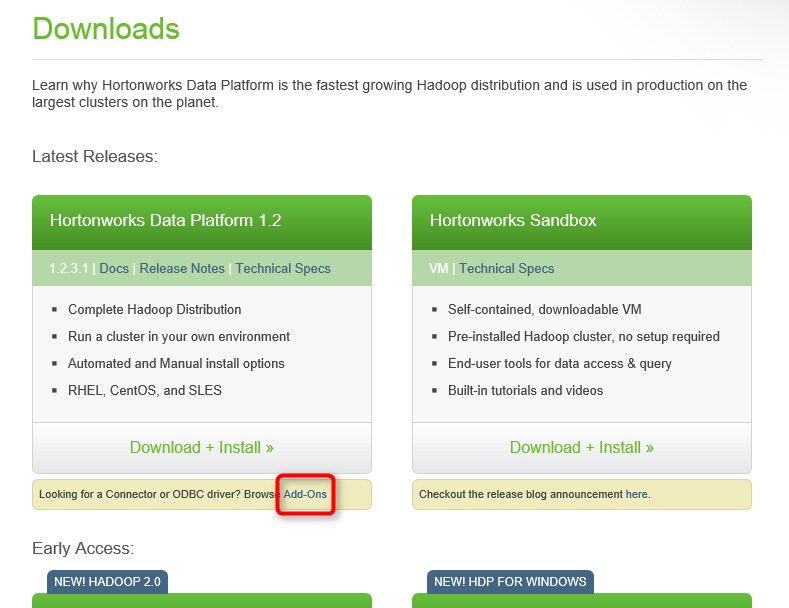 Downloads
Learn why Hortonworks Data Platform is the fastest growing Hadoop distribution and is used in production on the
largest clusters on the planet.
Latest Releases:
Hortonworks Data Platform 1.2
1.2.3.1 | Docs | Release Notes | Technical Specs
Complete Hadoop Distribution
Run a cluster in your own environment
Automated and Manual install options
RHEL, CentOS, and SLES
Download + Install »
Looking for a Connector or ODBC driver? Browse Add-Ons
Hortonworks Sandbox
VM | Technical Specs
Self-contained, downloadable VM
Pre-installed Hadoop cluster, no setup required
End-user tools for data access & query
Built-in tutorials and videos
Download + Install »
Checkout the release blog announcement here.
Early Access:
NEW! HADOOP 2.0
NEW! HDP FOR WINDOWS